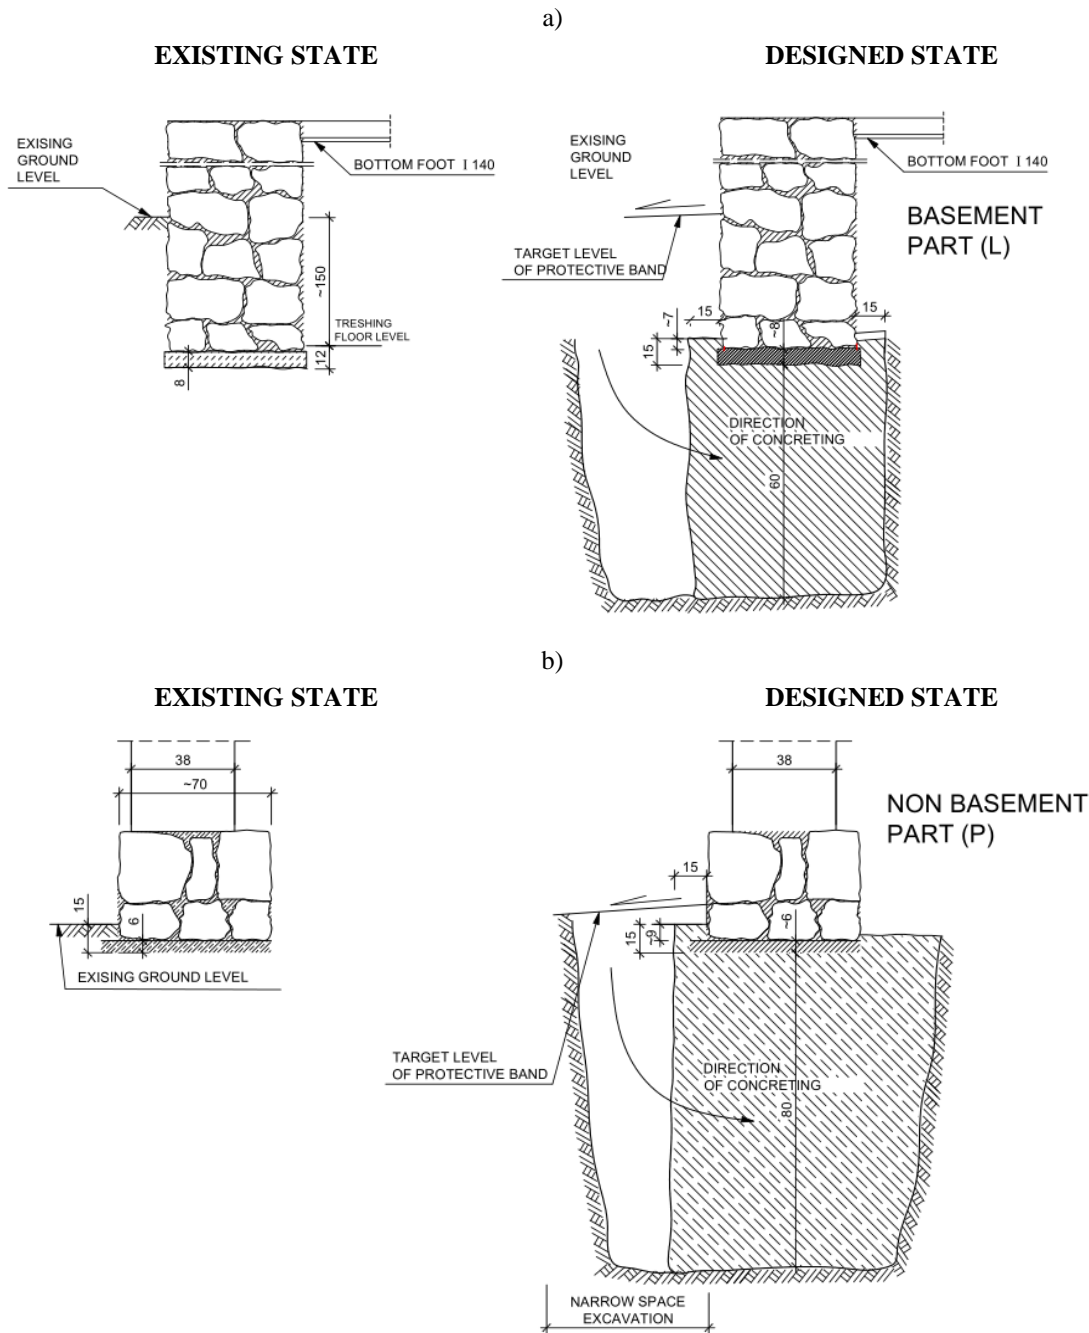 a)
EXISTING STATE
DESIGNED STATE
EXISING
GROUND
LEVEL
BOTTOM FOOT I 140
~150
TRESHING
FLOOR LEVEL
12
8
EXISING
GROUND
LEVEL
BOTTOM FOOT I 140
BASEMENT
PART (L)
TARGET LEVEL
OF PROTECTIVE BAND
15
~7
15
~8
15
DIRECTION
OF CONCRETING
60
b)
EXISTING STATE
DESIGNED STATE
38
~70
15
6
EXISING GROUND LEVEL
38
NON BASEMENT
PART (P)
15
15
~9
~6
TARGET LEVEL
OF PROTECTIVE BAND
DIRECTION
OF CONCRETING
80
NARROW SPACE
EXCAVATION